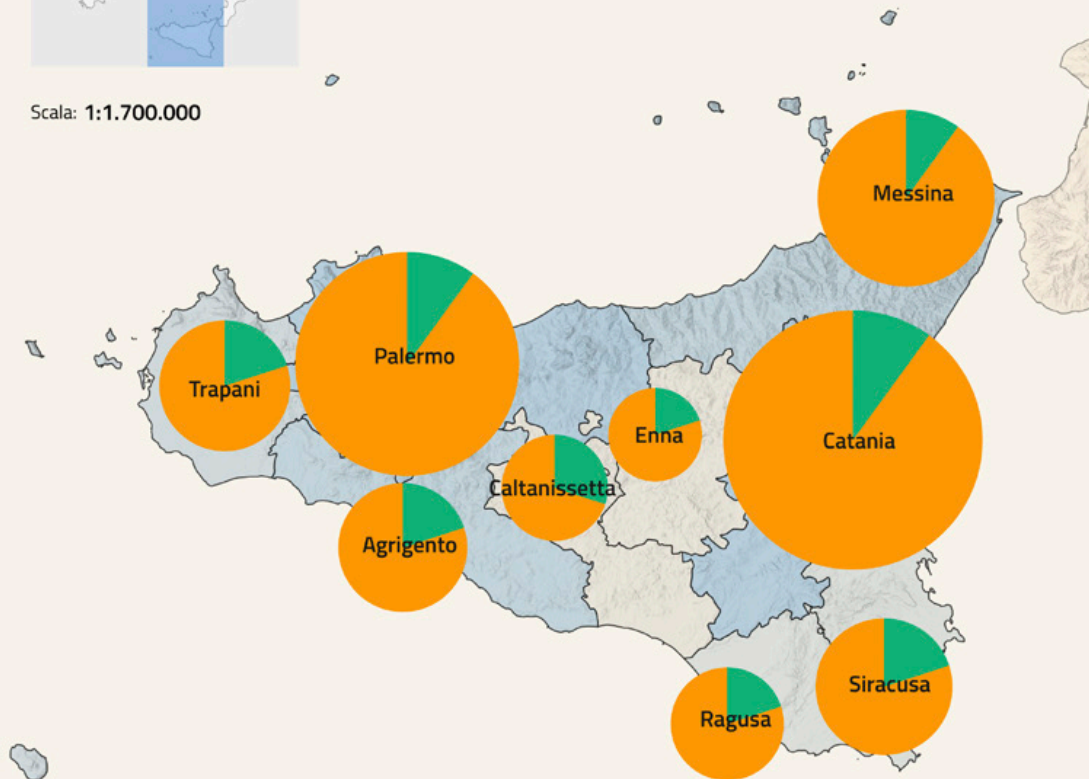 Scala: 1:1.700.000
Messina
Palermo
Trapani
Enna
Catania
Caltanissetta
Agrigento
Siracusa
Ragusa